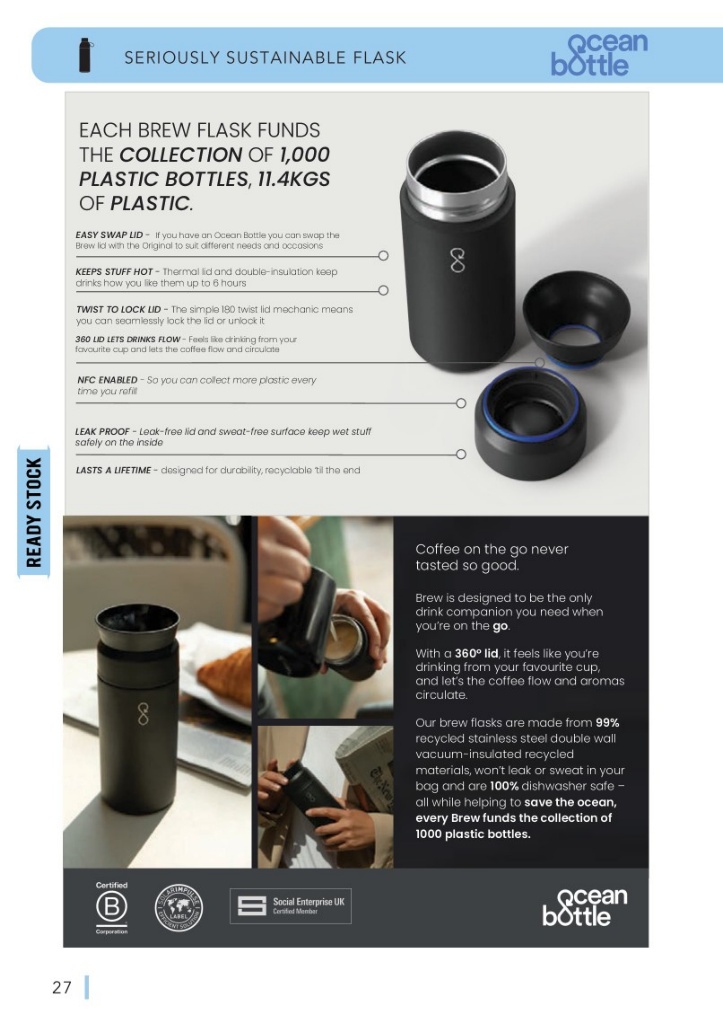 SERIOUSLY SUSTAINABLE FLASK
ocean
bottle
EACH BREW FLASK FUNDS
THE COLLECTION OF 1,000
PLASTIC BOTTLES, 11.4KGS
OF PLASTIC.
EASY SWAP LID - If you have an Ocean Bottle you can swap the
Brew lid with the Original to suit different needs and occasions
KEEPS STUFF HOT - Thermal lid and double-insulation keep
drinks how you like them up to 6 hours
TWIST TO LOCK LID - The simple 180 twist lid mechanic means
you can seamlessly lock the lid or unlock it
360 LID LETS DRINKS FLOW - Feels like drinking from your
favourite cup and lets the coffee flow and circulate
NFC ENABLED - So you can collect more plastic every
time you refill
LEAK PROOF - Leak-free lid and sweat-free surface keep wet stuff
safely on the inside
LASTS A LIFETIME - designed for durability, recyclable 'til the end
READY STOCK
Coffee on the go never
tasted so good.
Brew is designed to be the only
drink companion you need when
you're on the go.
With a 360º lid, it feels like you're
drinking from your favourite cup,
and let's the coffee flow and aromas
circulate.
Our brew flasks are made from 99%
recycled stainless steel double wall
vacuum-insulated recycled
materials, won't leak or sweat in your
bag and are 100% dishwasher safe –
all while helping to save the ocean,
every Brew funds the collection of
1000 plastic bottles.
Certified
B
Corporation
SOLARIMPULSE
LABEL
EFFICIENT SOLUTION
Social Enterprise UK
Certified Member
ocean
bottle
27